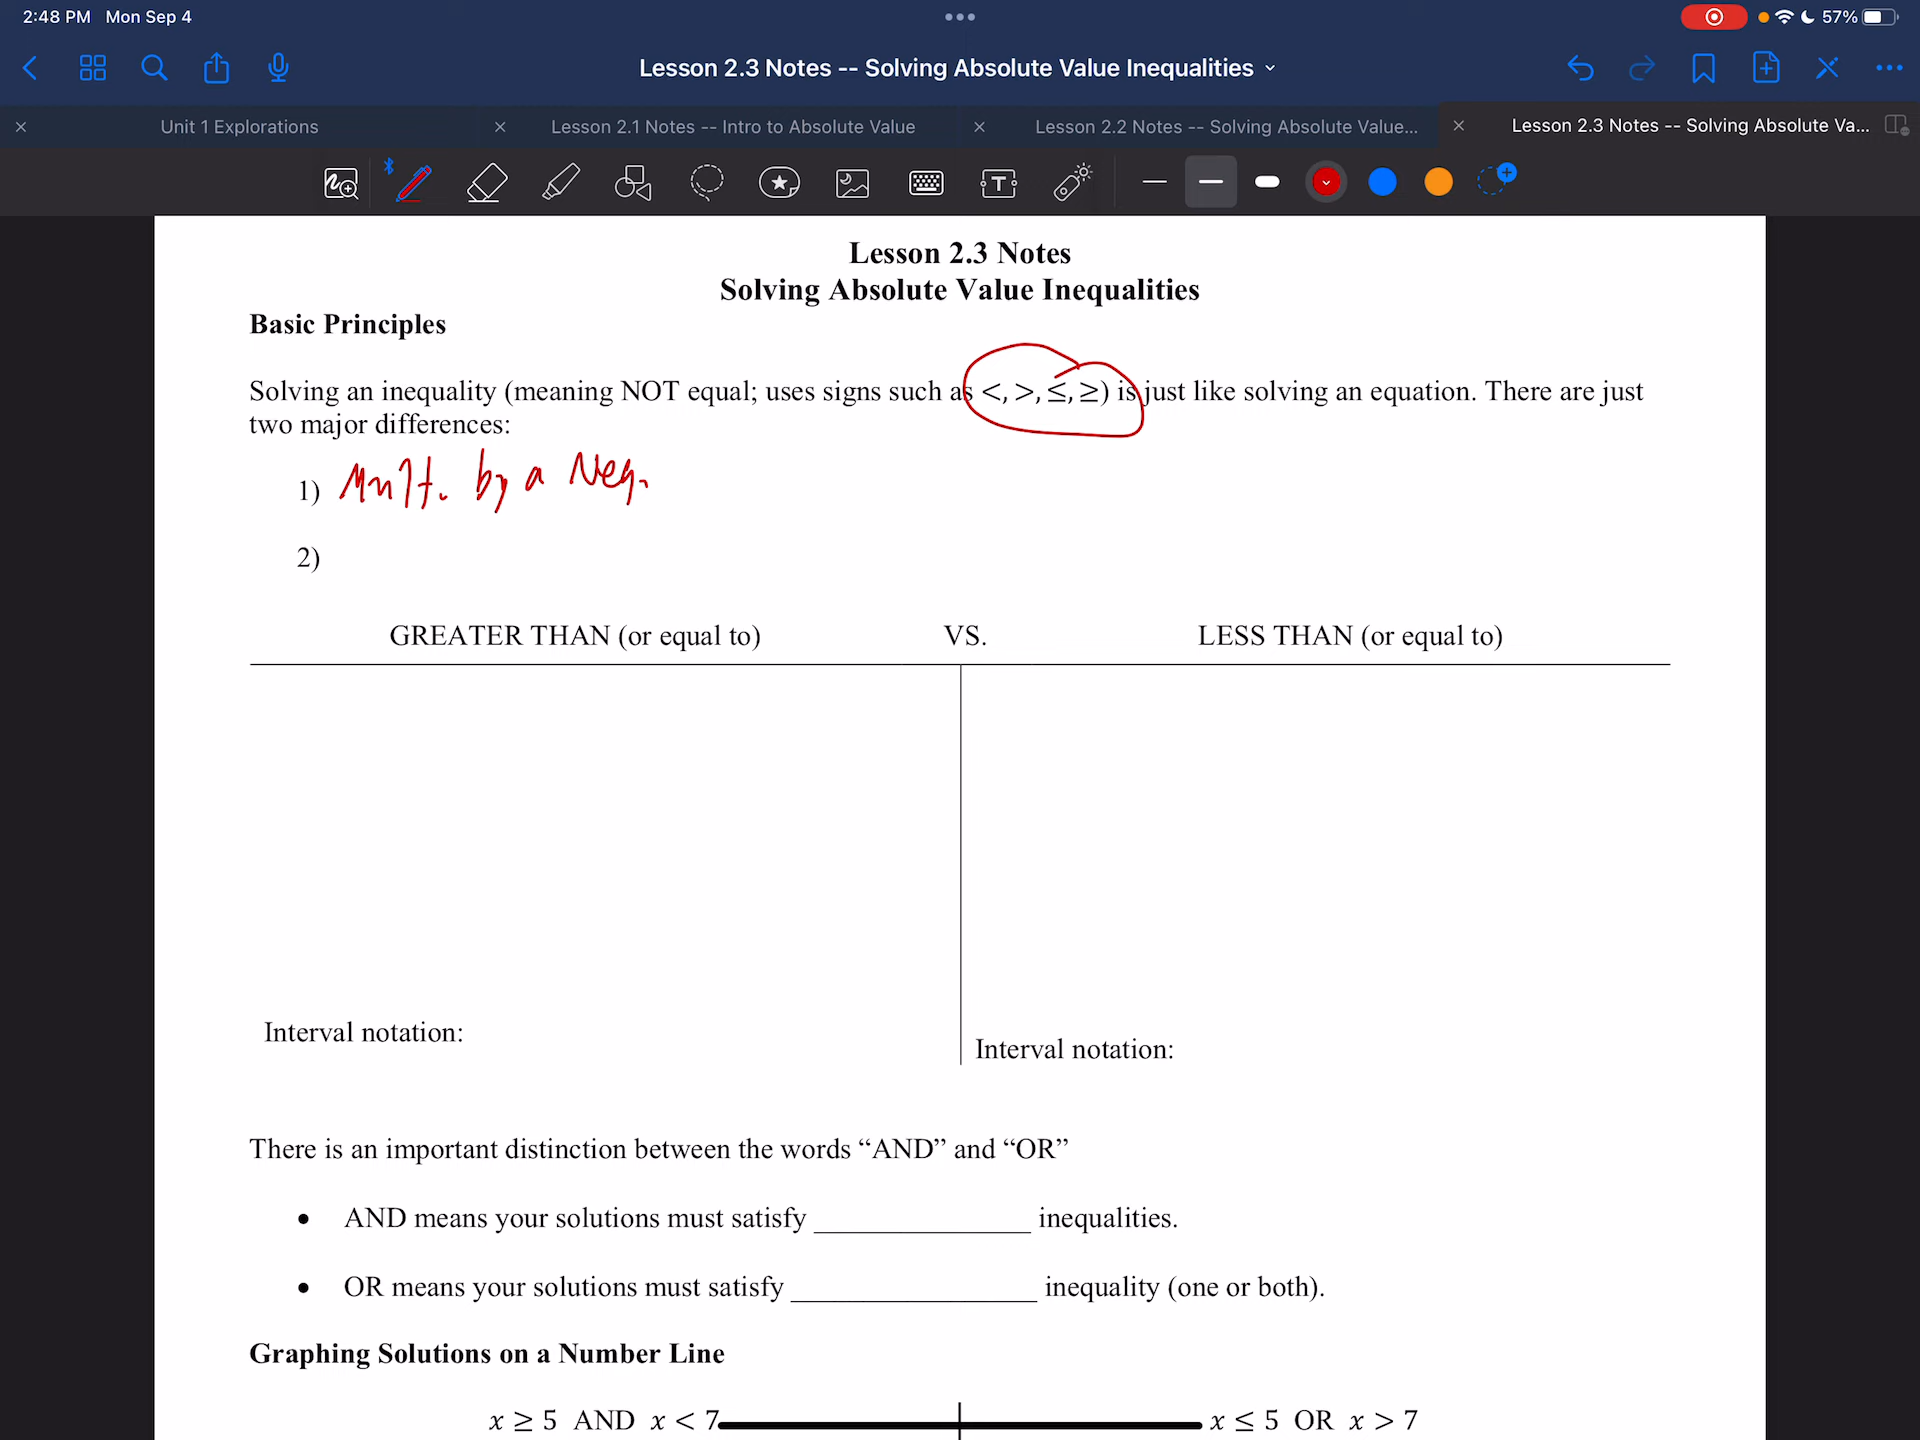 2:48 PM Mon Sep 4
57%
Lesson 2.3 Notes -- Solving Absolute Value Inequalities
Unit 1 Explorations
Lesson 2.1 Notes -- Intro to Absolute Value
Lesson 2.2 Notes -- Solving Absolute Value...
Lesson 2.3 Notes -- Solving Absolute Va...
Lesson 2.3 Notes
Solving Absolute Value Inequalities
Basic Principles
Solving an inequality (meaning NOT equal; uses signs such as <, >, ≤, ≥) is just like solving an equation. There are just
two major differences:
1) Mult. by a Neg.
2)
GREATER THAN (or equal to) VS. LESS THAN (or equal to)
Interval notation:
Interval notation:
There is an important distinction between the words “AND” and “OR”
• AND means your solutions must satisfy _______________ inequalities.
• OR means your solutions must satisfy _________________ inequality (one or both).
Graphing Solutions on a Number Line
x ≥ 5 AND x < 7
x ≤ 5 OR x > 7